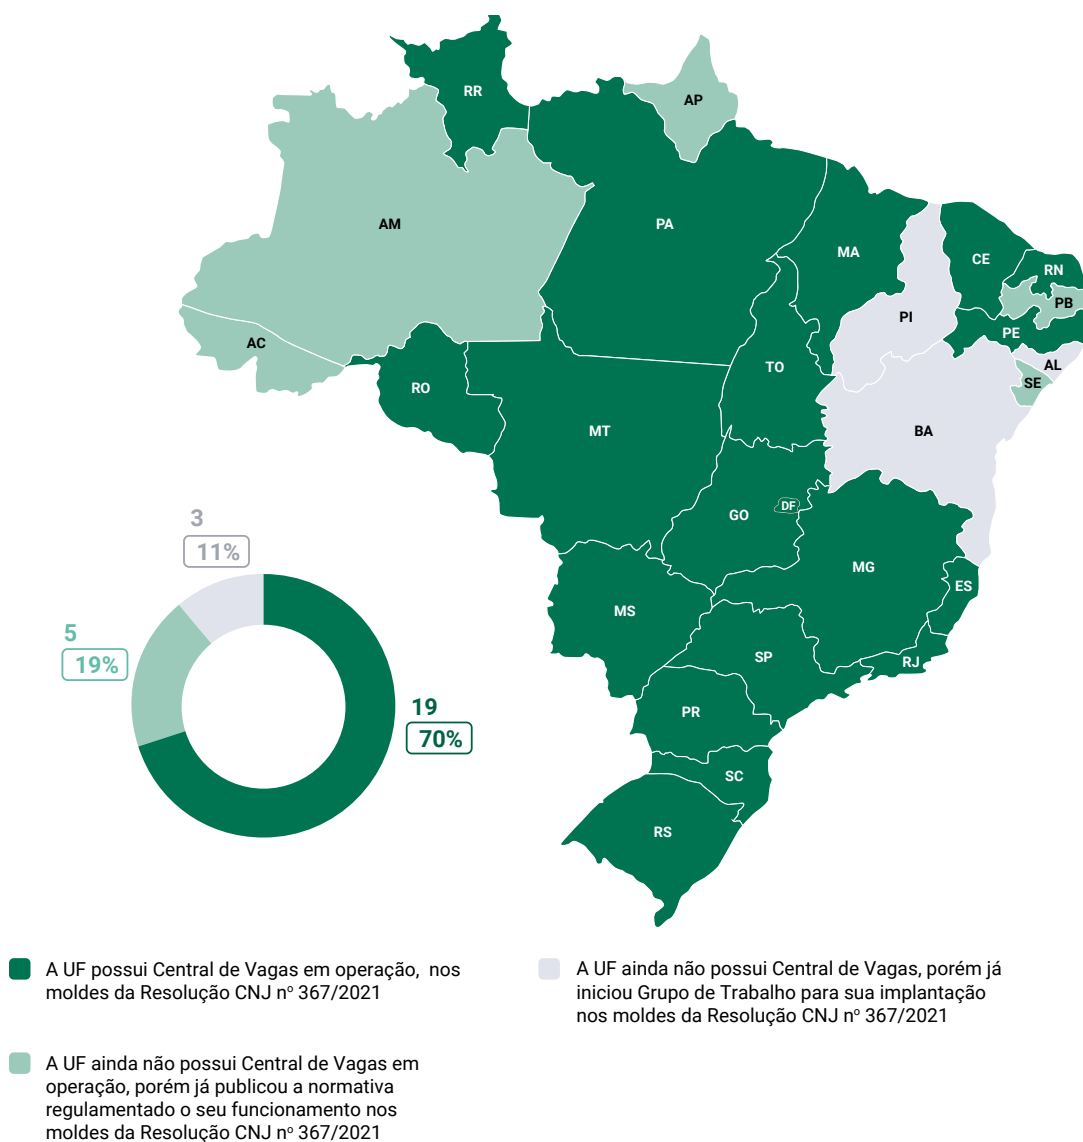 RR
AP
AM
PA
MA
CE
RN
PB
PI
PE
AC
AL
SE
RO
TO
MT
BA
GO
DF
MG
ES
MS
SP
RJ
PR
SC
RS
3
11%
5
19%
19
70%
A UF possui Central de Vagas em operação, nos
moldes da Resolução CNJ nº 367/2021
A UF ainda não possui Central de Vagas, porém já
iniciou Grupo de Trabalho para sua implantação
nos moldes da Resolução CNJ nº 367/2021
A UF ainda não possui Central de Vagas em
operação, porém já publicou a normativa
regulamentado o seu funcionamento nos
moldes da Resolução CNJ nº 367/2021